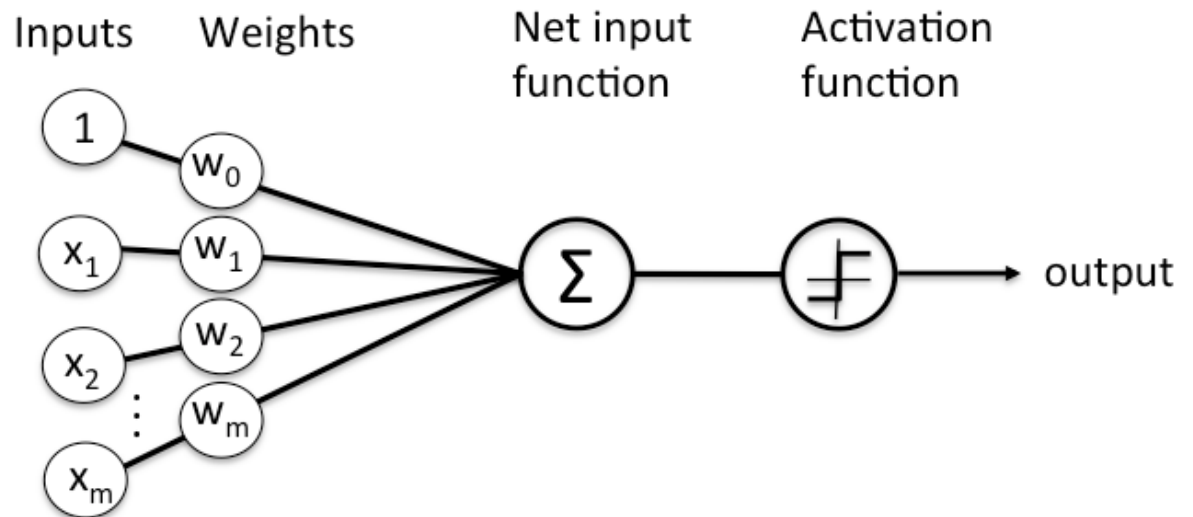 Inputs Weights Net input function Activation function
1 w₀
x₁ w₁
x₂ w₂
⋮
xₘ wₘ
Σ
output